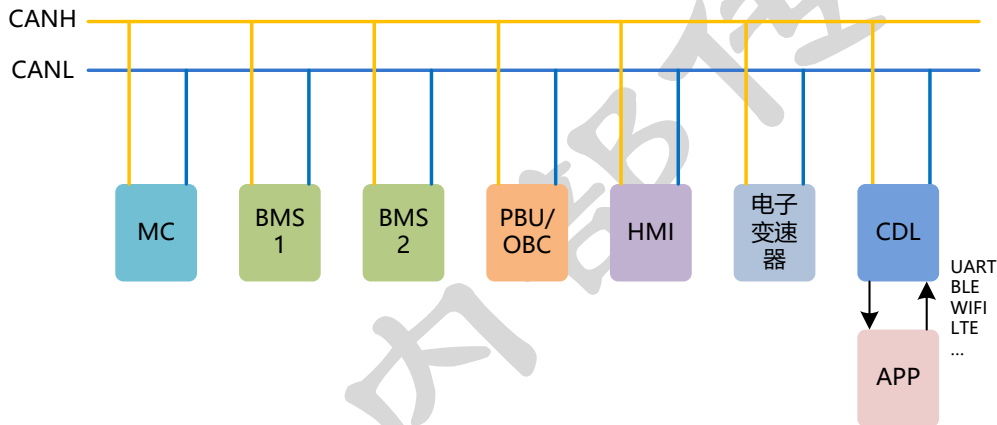 CANH
CANL
MC
BMS
1
BMS
2
PBU/
OBC
HMI
电子
变速
器
CDL
UART
BLE
WIFI
LTE
...
APP
内部